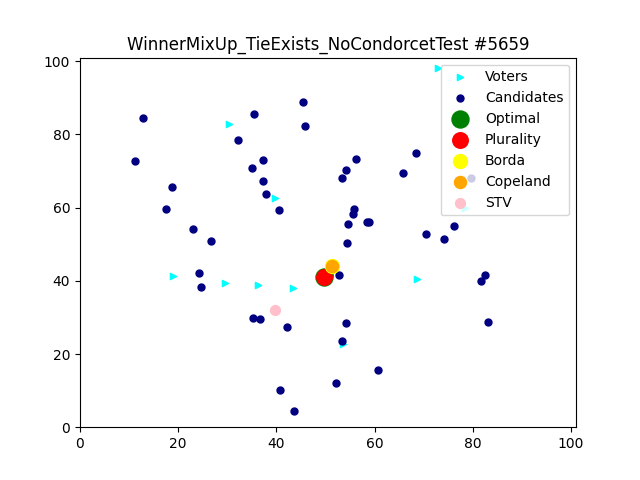 WinnerMixUp_TieExists_NoCondorcetTest #5659
100
80
60
40
20
0
0 20 40 60 80 100
Voters
Candidates
Optimal
Plurality
Borda
Copeland
STV